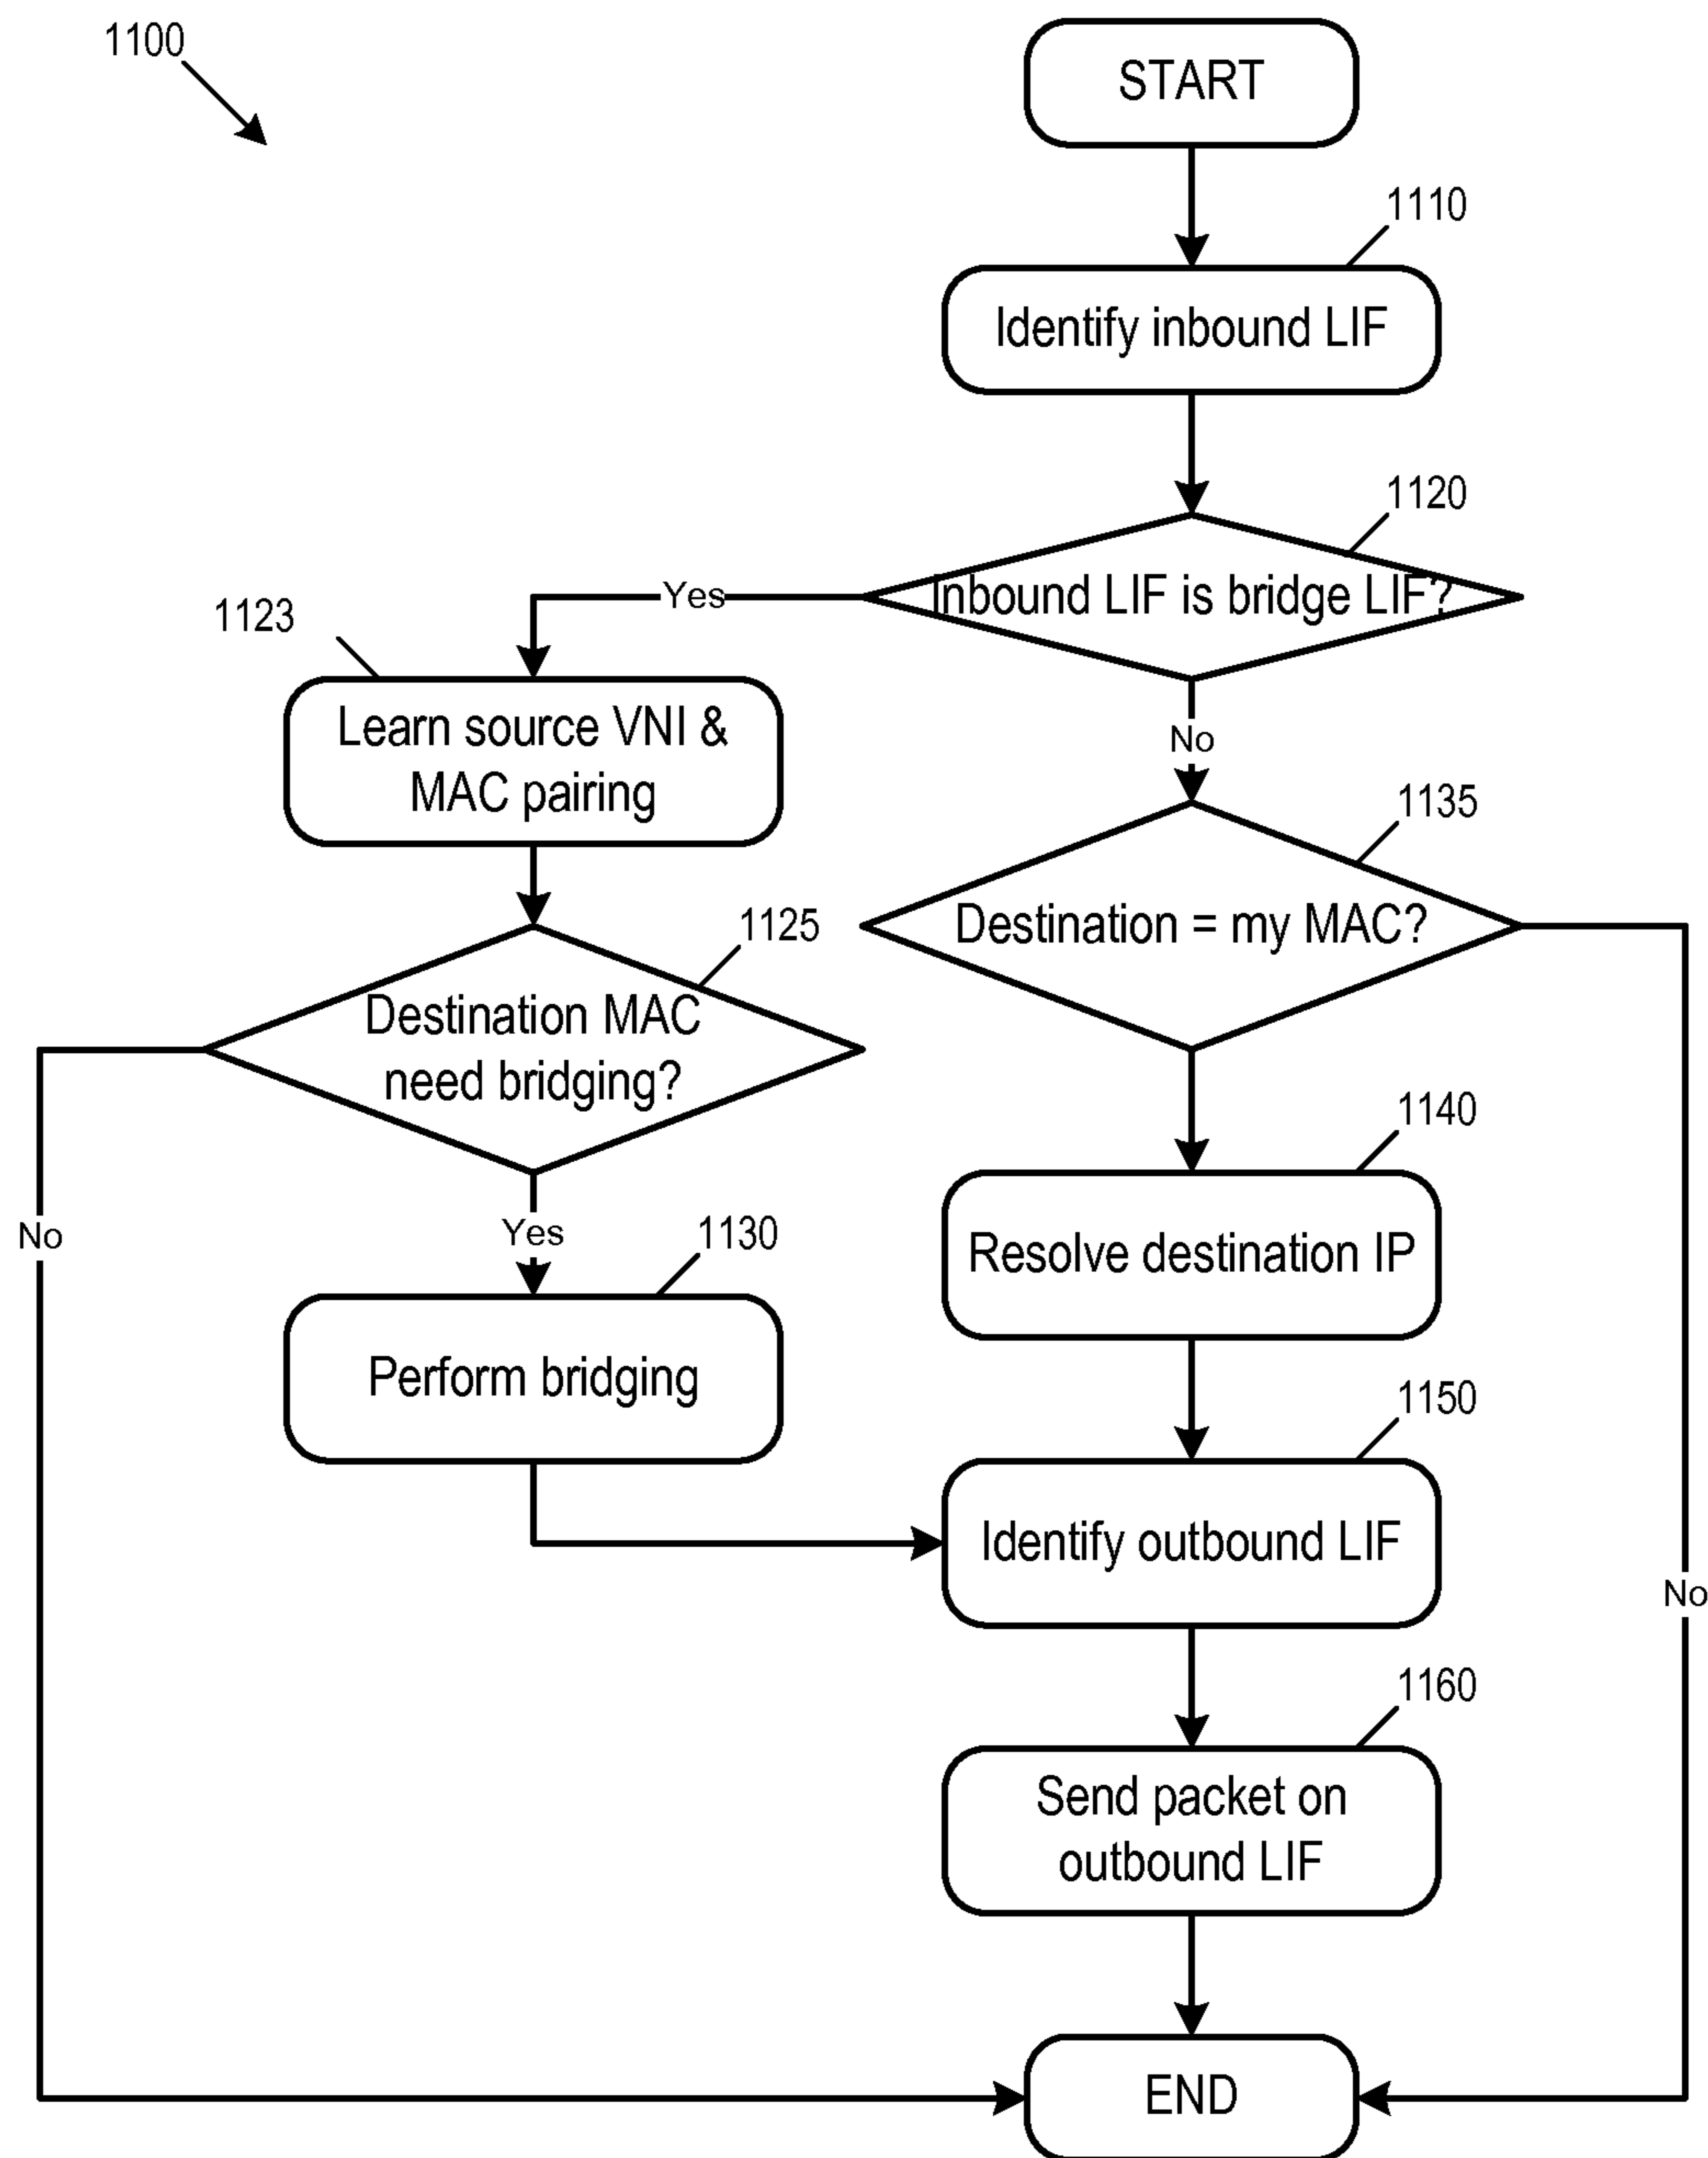 1100
START
1110
Identify inbound LIF
1120
Inbound LIF is bridge LIF?
Yes
No
1123
Learn source VNI &
MAC pairing
1135
Destination = my MAC?
1125
Destination MAC
need bridging?
No
Yes
1130
Perform bridging
1140
Resolve destination IP
1150
Identify outbound LIF
No
1160
Send packet on
outbound LIF
END